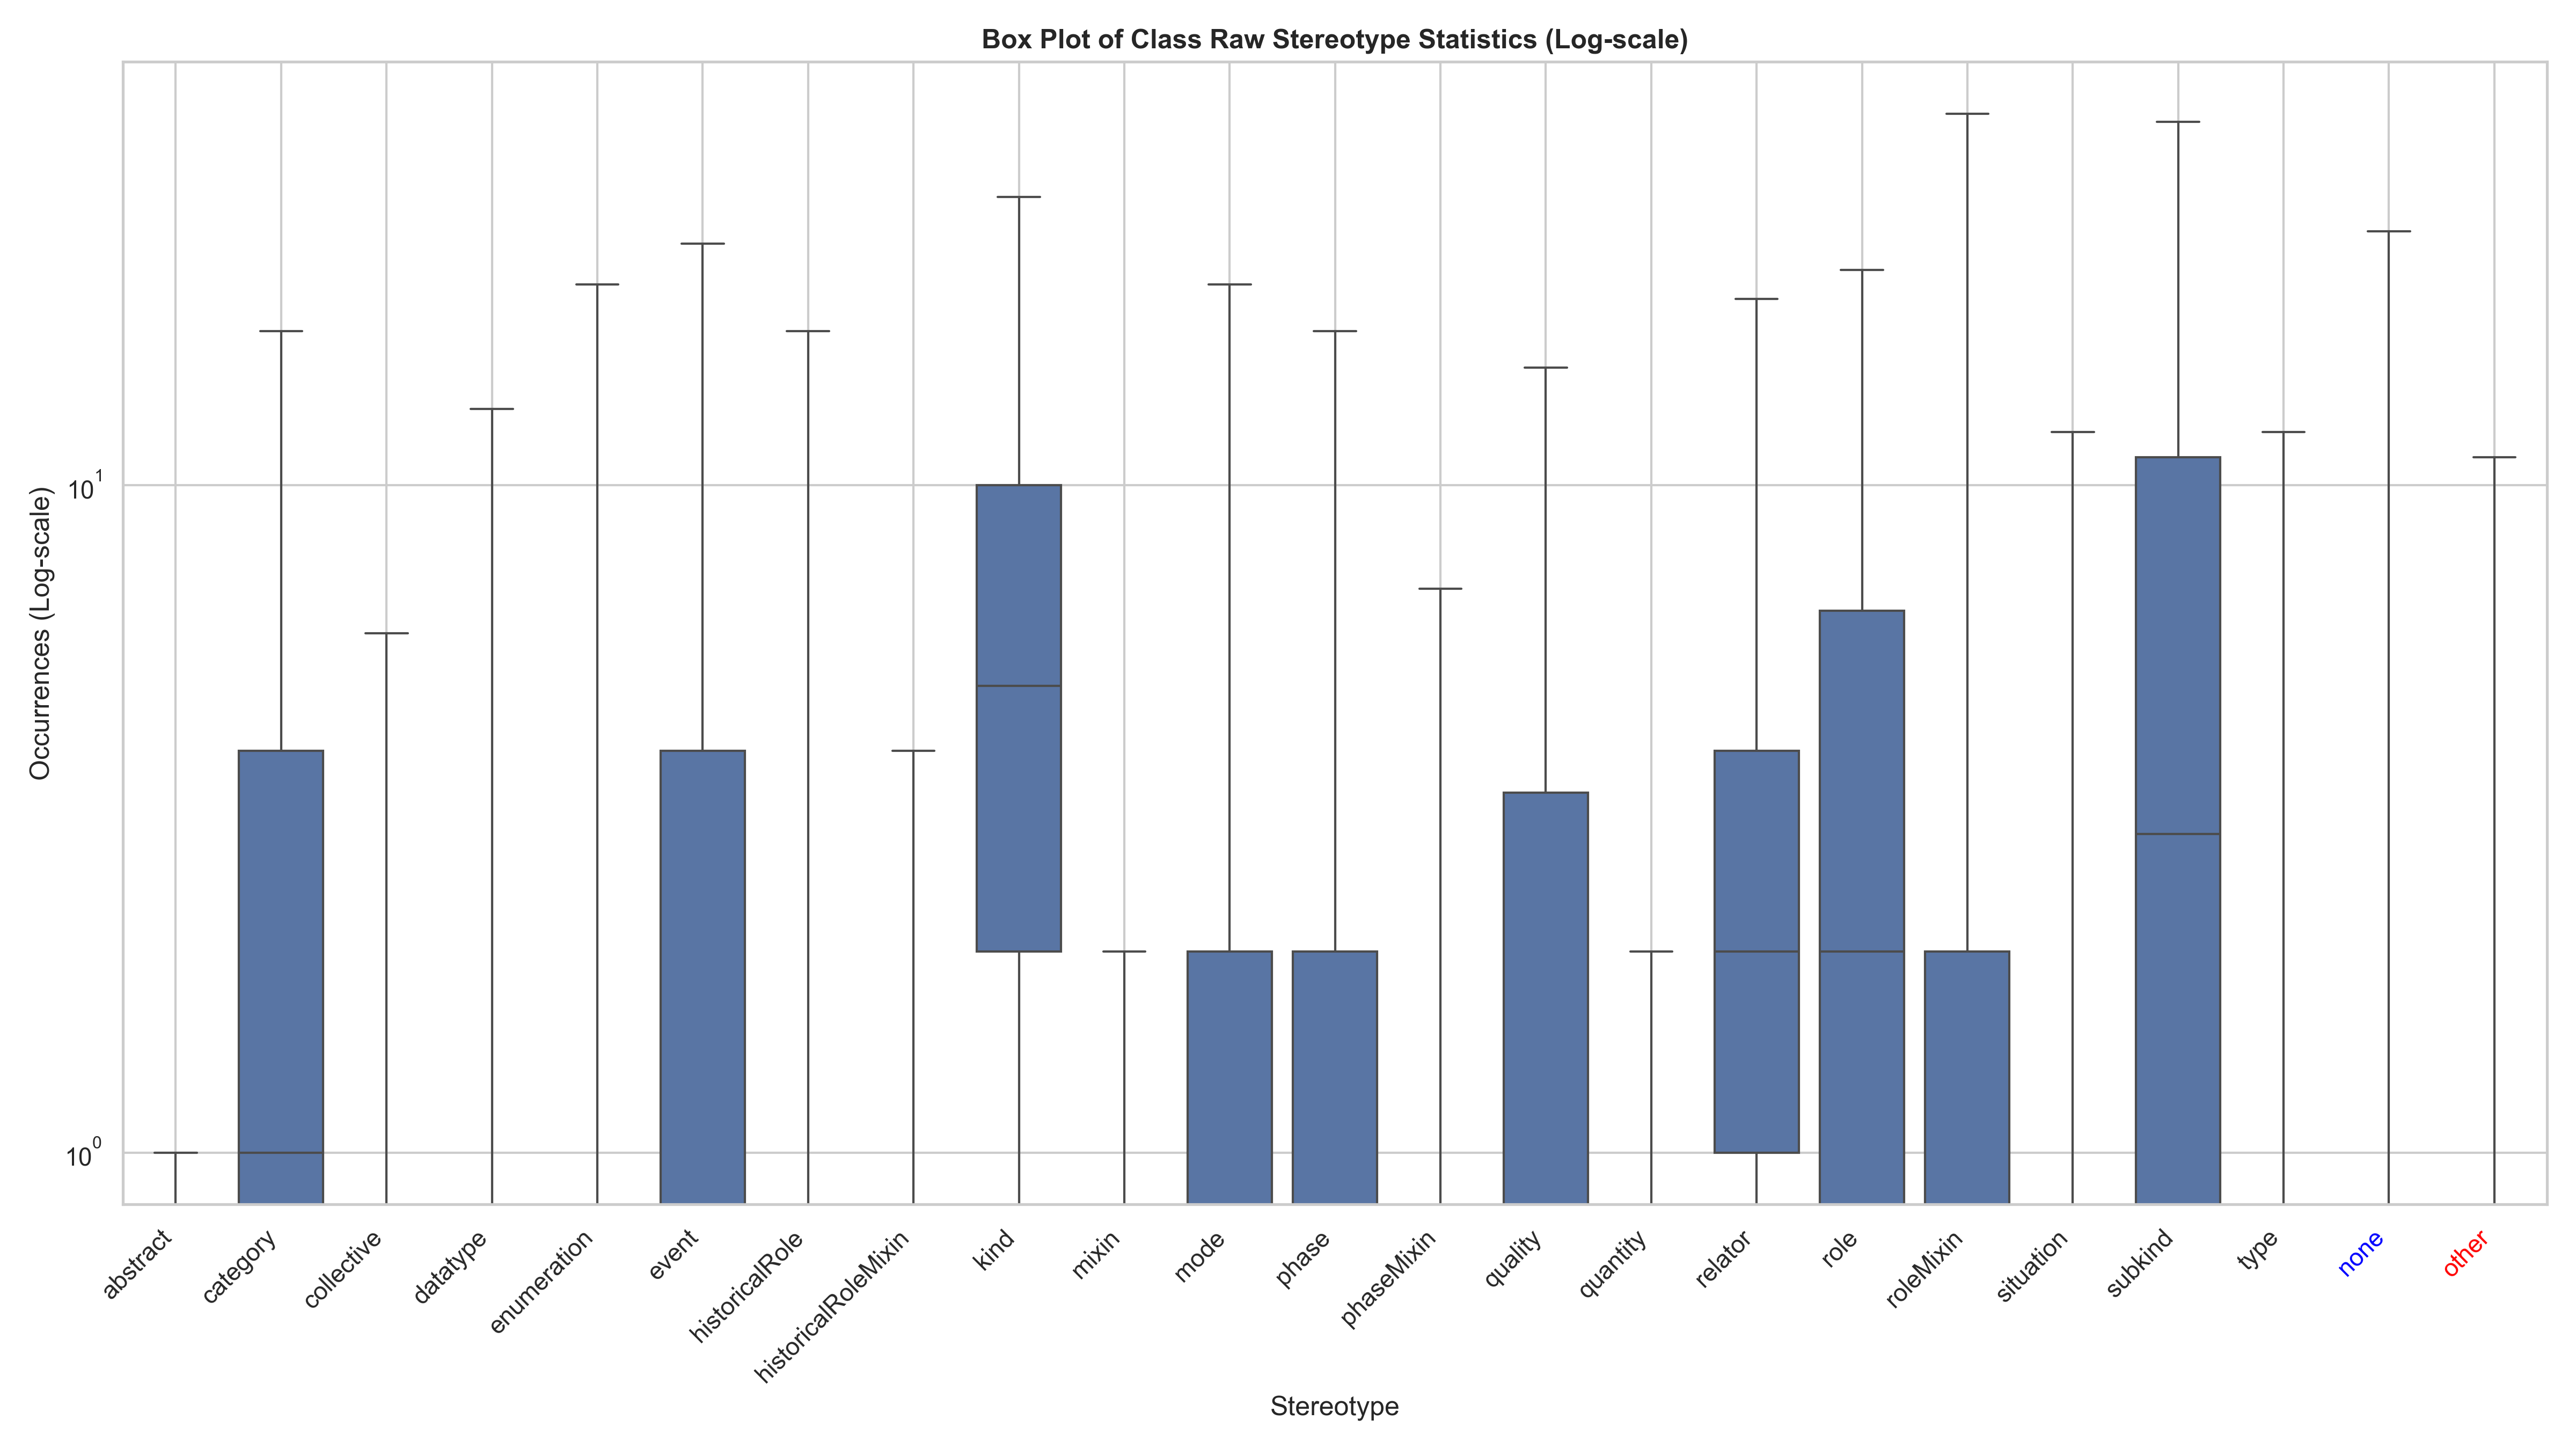 Box Plot of Class Raw Stereotype Statistics (Log-scale)
Occurrences (Log-scale)
10¹
10⁰
abstract
category
collective
datatype
enumeration
event
historicalRole
historicalRoleMixin
kind
mixin
mode
phase
phaseMixin
quality
quantity
relator
role
roleMixin
situation
subkind
type
none
other
Stereotype